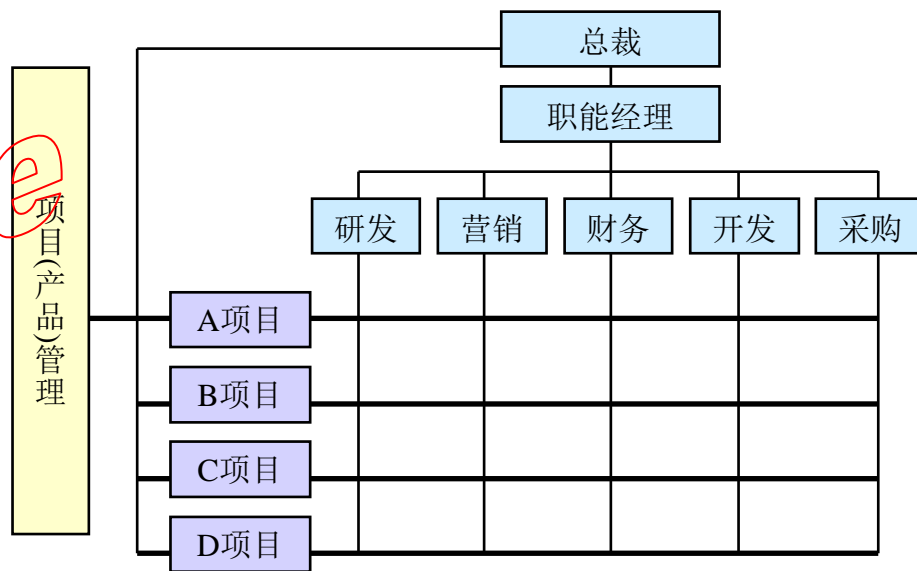 总裁
职能经理
研发
营销
财务
开发
采购
项目(产品)管理
A项目
B项目
C项目
D项目
e